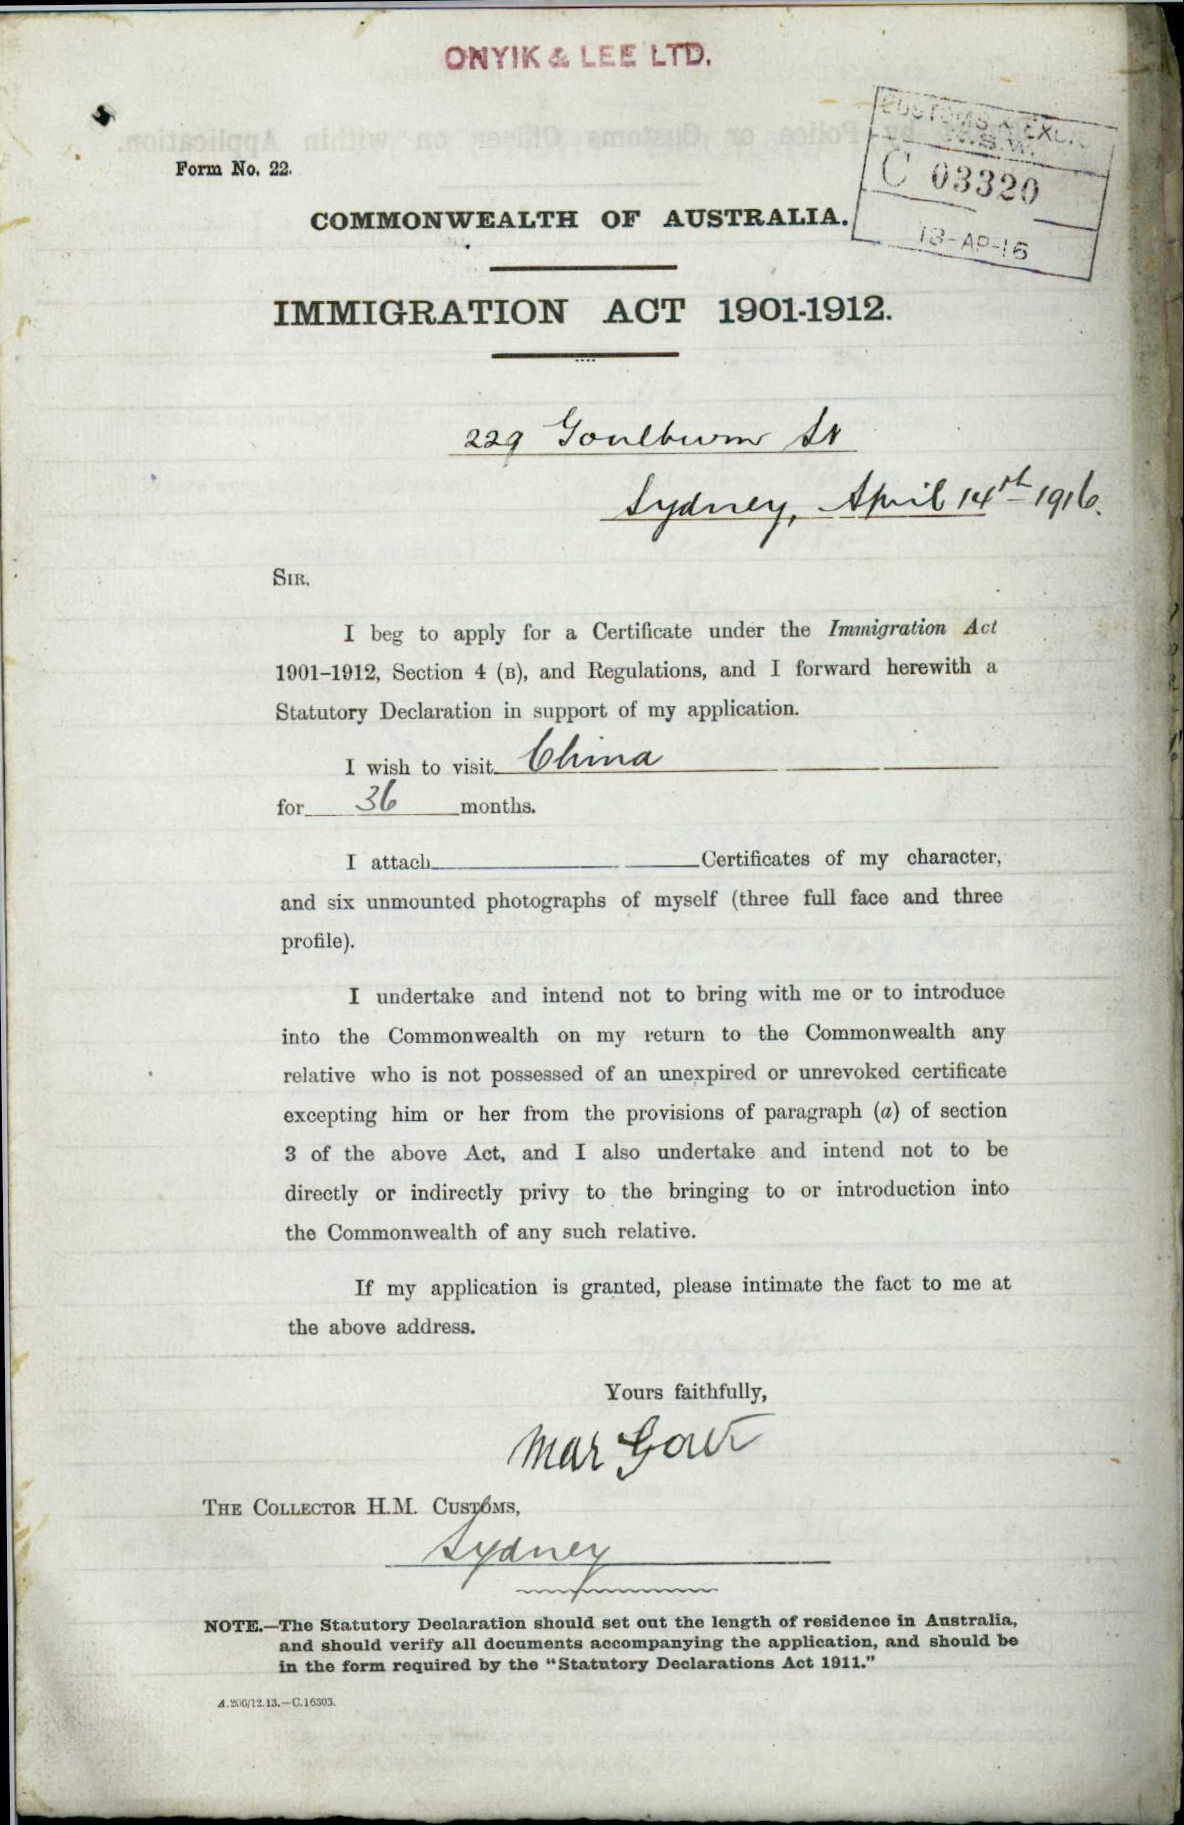 ONYIK & LEE LTD.
CUSTOMS & EXCISE
N.S.W.
C 03320
13-AP-16
Form No. 22.
COMMONWEALTH OF AUSTRALIA.
IMMIGRATION ACT 1901-1912.
229 Goulburn St
Sydney, April 14th 1916.
SIR,
I beg to apply for a Certificate under the Immigration Act
1901–1912, Section 4 (B), and Regulations, and I forward herewith a
Statutory Declaration in support of my application.
I wish to visit China
for 36 months.
I attach Certificates of my character,
and six unmounted photographs of myself (three full face and three
profile).
I undertake and intend not to bring with me or to introduce
into the Commonwealth on my return to the Commonwealth any
relative who is not possessed of an unexpired or unrevoked certificate
excepting him or her from the provisions of paragraph (a) of section
3 of the above Act, and I also undertake and intend not to be
directly or indirectly privy to the bringing to or introduction into
the Commonwealth of any such relative.
If my application is granted, please intimate the fact to me at
the above address.
Yours faithfully,
Mar Gout
THE COLLECTOR H.M. CUSTOMS,
Sydney
NOTE.—The Statutory Declaration should set out the length of residence in Australia,
and should verify all documents accompanying the application, and should be
in the form required by the "Statutory Declarations Act 1911."
A.200/12.13.—C.16303.